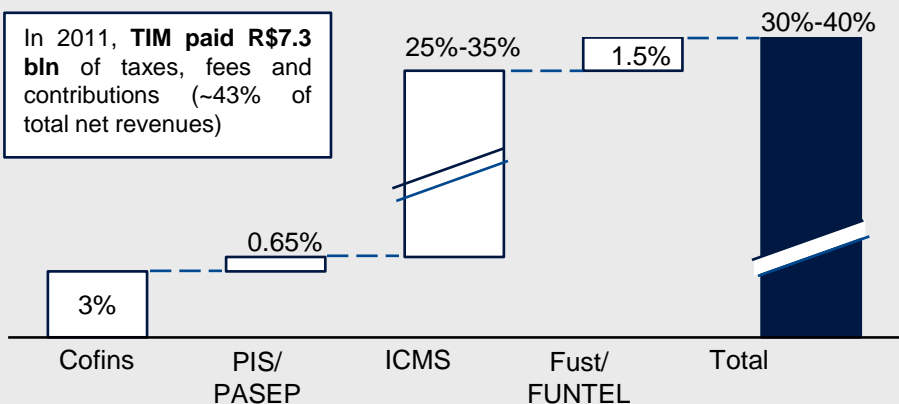 In 2011, TIM paid R$7.3
bln of taxes, fees and
contributions (~43% of
total net revenues)
25%-35%
1.5%
30%-40%
0.65%
3%
Cofins
PIS/
PASEP
ICMS
Fust/
FUNTEL
Total